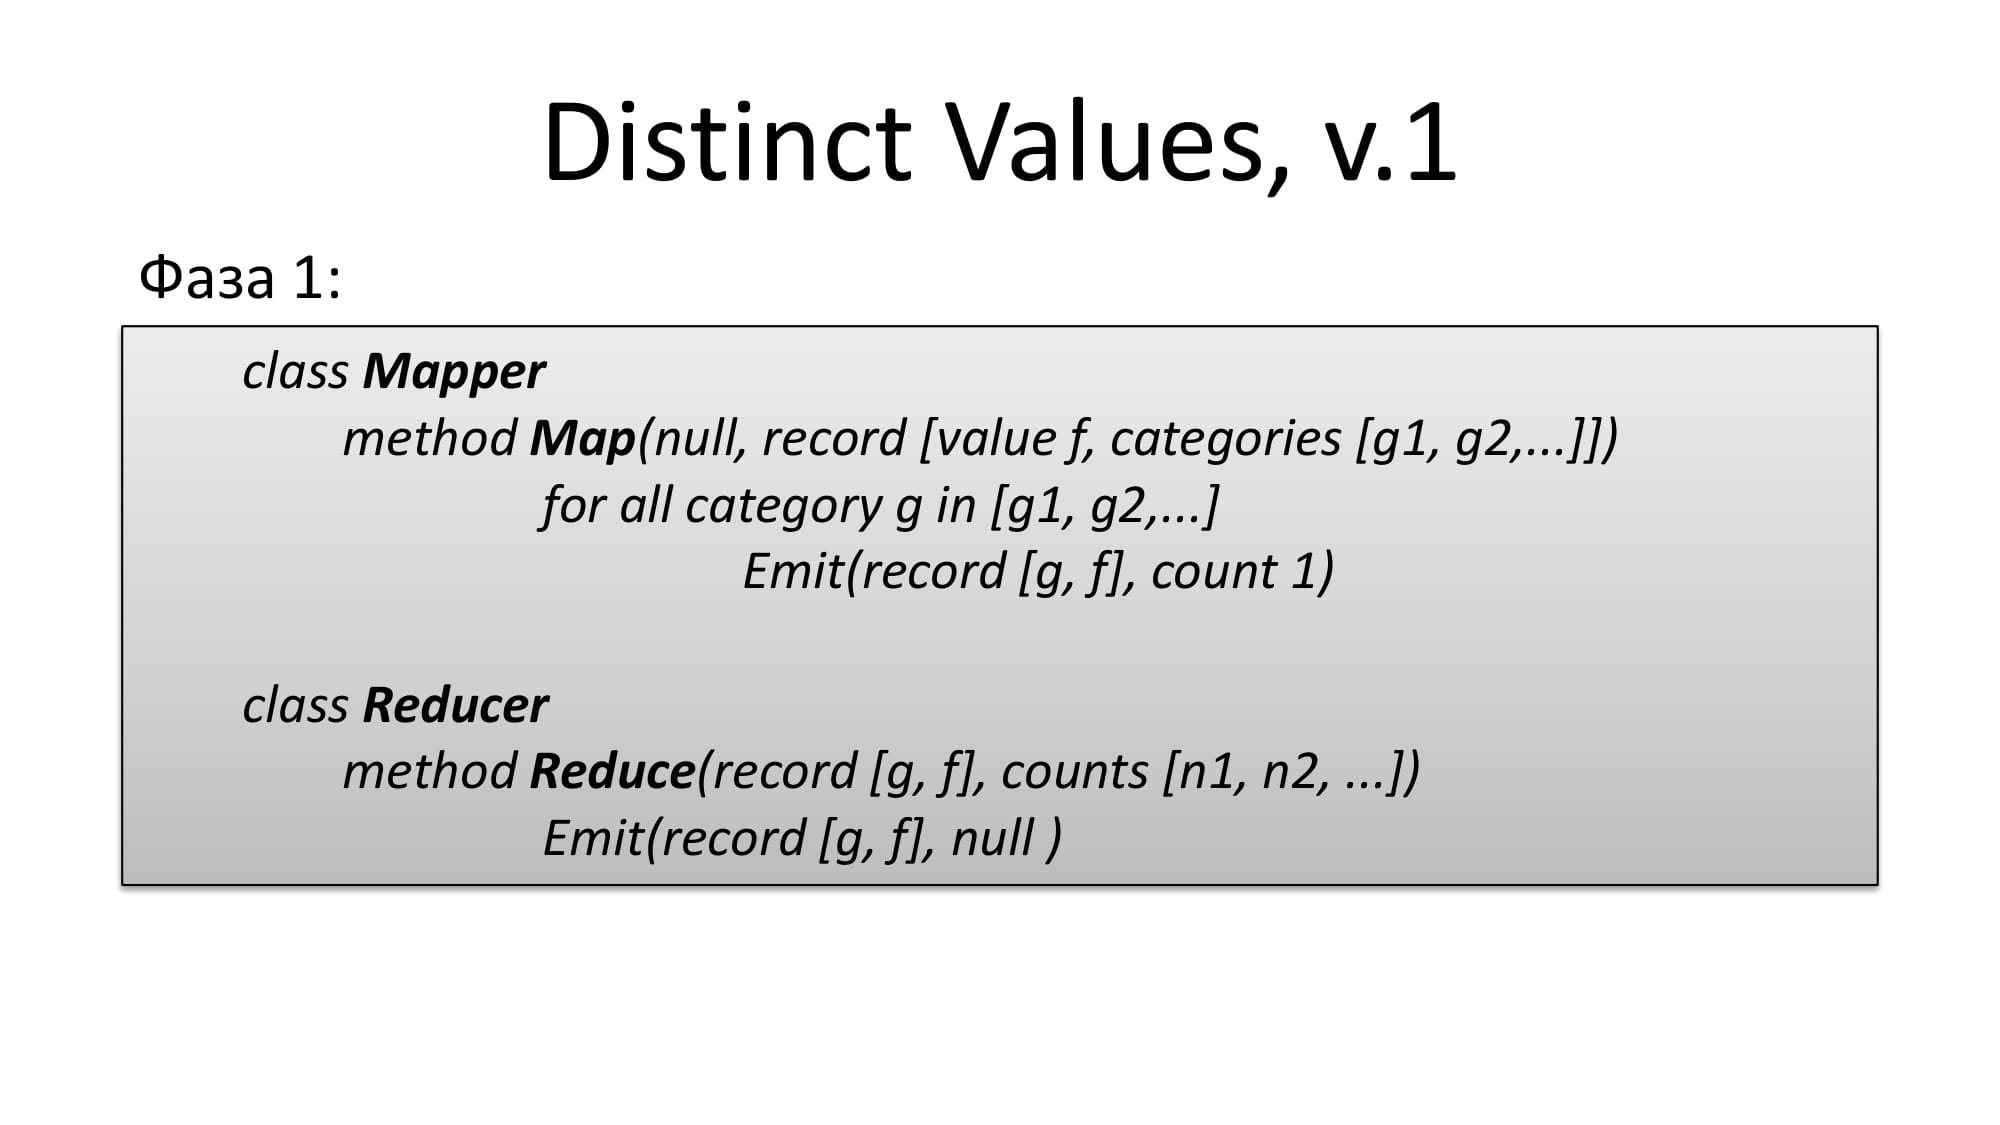 Distinct Values, v.1
Фаза 1:
class Mapper
method Map(null, record [value f, categories [g1, g2,...]])
for all category g in [g1, g2,...]
Emit(record [g, f], count 1)
class Reducer
method Reduce(record [g, f], counts [n1, n2, ...])
Emit(record [g, f], null )